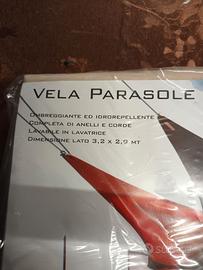 VELA PARASOLE
OMBREGGIANTE ED IDROREPELLENTE
COMPLETA DI ANELLI E CORDE
LAVABILE IN LAVATRICE
DIMENSIONE LATO 3,2 X 2,9 MT
subito